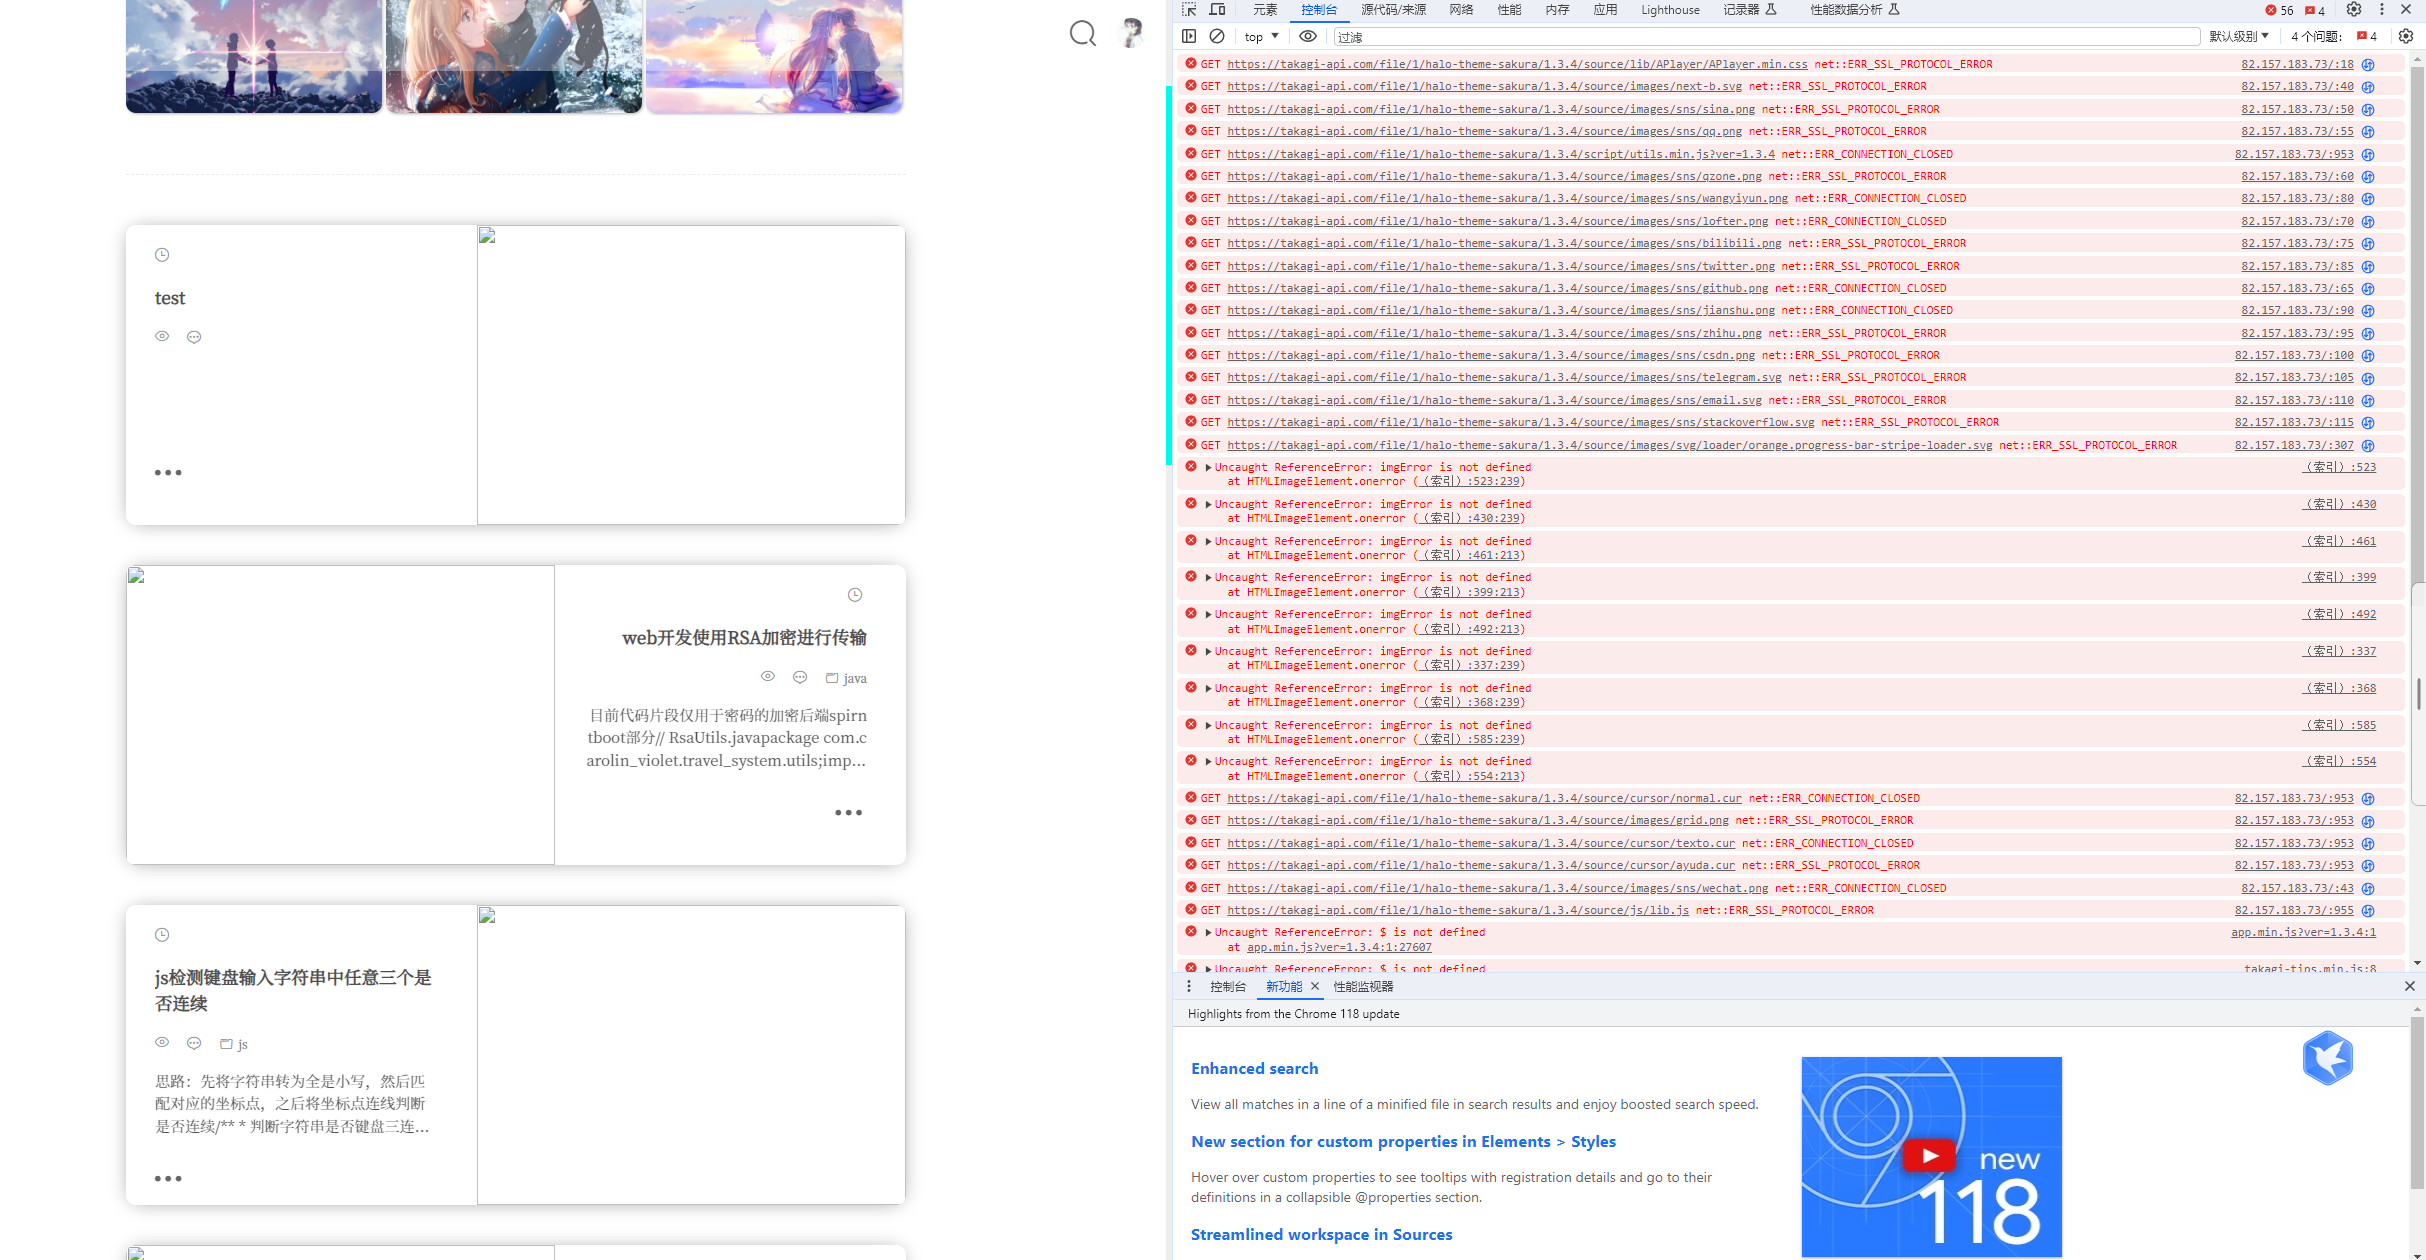 test
web开发使用RSA加密进行传输
java
目前代码片段仅用于密码的加密后端spirn
tboot部分// RsaUtils.javapackage com.c
arolin_violet.travel_system.utils;imp...
js检测键盘输入字符串中任意三个是
否连续
js
思路：先将字符串转为全是小写，然后匹
配对应的坐标点，之后将坐标点连线判断
是否连续/** * 判断字符串是否键盘三连...
元素 控制台 源代码/来源 网络 性能 内存 应用 Lighthouse 记录器 性能数据分析 56 4
top 过滤 默认级别 4 个问题: 4
GET https://takagi-api.com/file/1/halo-theme-sakura/1.3.4/source/lib/APlayer/APlayer.min.css net::ERR_SSL_PROTOCOL_ERROR 82.157.183.73/:18
GET https://takagi-api.com/file/1/halo-theme-sakura/1.3.4/source/images/next-b.svg net::ERR_SSL_PROTOCOL_ERROR 82.157.183.73/:40
GET https://takagi-api.com/file/1/halo-theme-sakura/1.3.4/source/images/sns/sina.png net::ERR_SSL_PROTOCOL_ERROR 82.157.183.73/:50
GET https://takagi-api.com/file/1/halo-theme-sakura/1.3.4/source/images/sns/qq.png net::ERR_SSL_PROTOCOL_ERROR 82.157.183.73/:55
GET https://takagi-api.com/file/1/halo-theme-sakura/1.3.4/script/utils.min.js?ver=1.3.4 net::ERR_CONNECTION_CLOSED 82.157.183.73/:953
GET https://takagi-api.com/file/1/halo-theme-sakura/1.3.4/source/images/sns/qzone.png net::ERR_SSL_PROTOCOL_ERROR 82.157.183.73/:60
GET https://takagi-api.com/file/1/halo-theme-sakura/1.3.4/source/images/sns/wangyiyun.png net::ERR_CONNECTION_CLOSED 82.157.183.73/:80
GET https://takagi-api.com/file/1/halo-theme-sakura/1.3.4/source/images/sns/lofter.png net::ERR_CONNECTION_CLOSED 82.157.183.73/:70
GET https://takagi-api.com/file/1/halo-theme-sakura/1.3.4/source/images/sns/bilibili.png net::ERR_SSL_PROTOCOL_ERROR 82.157.183.73/:75
GET https://takagi-api.com/file/1/halo-theme-sakura/1.3.4/source/images/sns/twitter.png net::ERR_SSL_PROTOCOL_ERROR 82.157.183.73/:85
GET https://takagi-api.com/file/1/halo-theme-sakura/1.3.4/source/images/sns/github.png net::ERR_CONNECTION_CLOSED 82.157.183.73/:65
GET https://takagi-api.com/file/1/halo-theme-sakura/1.3.4/source/images/sns/jianshu.png net::ERR_CONNECTION_CLOSED 82.157.183.73/:90
GET https://takagi-api.com/file/1/halo-theme-sakura/1.3.4/source/images/sns/zhihu.png net::ERR_SSL_PROTOCOL_ERROR 82.157.183.73/:95
GET https://takagi-api.com/file/1/halo-theme-sakura/1.3.4/source/images/sns/csdn.png net::ERR_SSL_PROTOCOL_ERROR 82.157.183.73/:100
GET https://takagi-api.com/file/1/halo-theme-sakura/1.3.4/source/images/sns/telegram.svg net::ERR_SSL_PROTOCOL_ERROR 82.157.183.73/:105
GET https://takagi-api.com/file/1/halo-theme-sakura/1.3.4/source/images/sns/email.svg net::ERR_SSL_PROTOCOL_ERROR 82.157.183.73/:110
GET https://takagi-api.com/file/1/halo-theme-sakura/1.3.4/source/images/sns/stackoverflow.svg net::ERR_SSL_PROTOCOL_ERROR 82.157.183.73/:115
GET https://takagi-api.com/file/1/halo-theme-sakura/1.3.4/source/images/svg/loader/orange.progress-bar-stripe-loader.svg net::ERR_SSL_PROTOCOL_ERROR 82.157.183.73/:307
Uncaught ReferenceError: imgError is not defined （索引）:523
at HTMLImageElement.onerror (（索引）:523:239)
Uncaught ReferenceError: imgError is not defined （索引）:430
at HTMLImageElement.onerror (（索引）:430:239)
Uncaught ReferenceError: imgError is not defined （索引）:461
at HTMLImageElement.onerror (（索引）:461:213)
Uncaught ReferenceError: imgError is not defined （索引）:399
at HTMLImageElement.onerror (（索引）:399:213)
Uncaught ReferenceError: imgError is not defined （索引）:492
at HTMLImageElement.onerror (（索引）:492:213)
Uncaught ReferenceError: imgError is not defined （索引）:337
at HTMLImageElement.onerror (（索引）:337:239)
Uncaught ReferenceError: imgError is not defined （索引）:368
at HTMLImageElement.onerror (（索引）:368:239)
Uncaught ReferenceError: imgError is not defined （索引）:585
at HTMLImageElement.onerror (（索引）:585:239)
Uncaught ReferenceError: imgError is not defined （索引）:554
at HTMLImageElement.onerror (（索引）:554:213)
GET https://takagi-api.com/file/1/halo-theme-sakura/1.3.4/source/cursor/normal.cur net::ERR_CONNECTION_CLOSED 82.157.183.73/:953
GET https://takagi-api.com/file/1/halo-theme-sakura/1.3.4/source/images/grid.png net::ERR_SSL_PROTOCOL_ERROR 82.157.183.73/:953
GET https://takagi-api.com/file/1/halo-theme-sakura/1.3.4/source/cursor/texto.cur net::ERR_CONNECTION_CLOSED 82.157.183.73/:953
GET https://takagi-api.com/file/1/halo-theme-sakura/1.3.4/source/cursor/ayuda.cur net::ERR_SSL_PROTOCOL_ERROR 82.157.183.73/:953
GET https://takagi-api.com/file/1/halo-theme-sakura/1.3.4/source/images/sns/wechat.png net::ERR_CONNECTION_CLOSED 82.157.183.73/:43
GET https://takagi-api.com/file/1/halo-theme-sakura/1.3.4/source/js/lib.js net::ERR_SSL_PROTOCOL_ERROR 82.157.183.73/:955
Uncaught ReferenceError: $ is not defined app.min.js?ver=1.3.4:1
at app.min.js?ver=1.3.4:1:27607
Uncaught ReferenceError: $ is not defined takagi-tips.min.js:8
控制台 新功能 性能监视器
Highlights from the Chrome 118 update
Enhanced search
View all matches in a line of a minified file in search results and enjoy boosted search speed.
New section for custom properties in Elements > Styles
Hover over custom properties to see tooltips with registration details and go to their
definitions in a collapsible @properties section.
Streamlined workspace in Sources
new
118